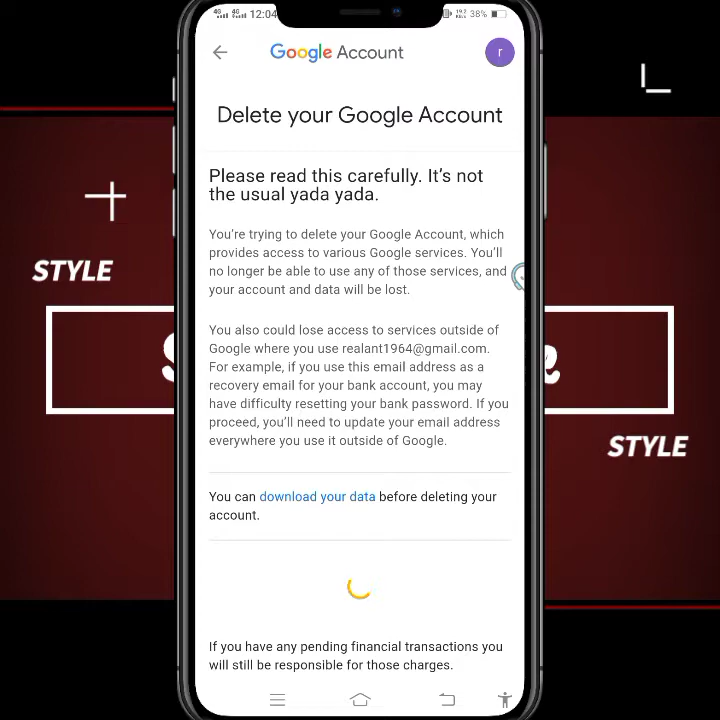 4G 4G 12:04
38%
Google Account
r
Delete your Google Account
Please read this carefully. It's not
the usual yada yada.
You're trying to delete your Google Account, which
provides access to various Google services. You'll
no longer be able to use any of those services, and
your account and data will be lost.
You also could lose access to services outside of
Google where you use realant1964@gmail.com.
For example, if you use this email address as a
recovery email for your bank account, you may
have difficulty resetting your bank password. If you
proceed, you'll need to update your email address
everywhere you use it outside of Google.
You can download your data before deleting your
account.
If you have any pending financial transactions you
will still be responsible for those charges.
STYLE
STYLE